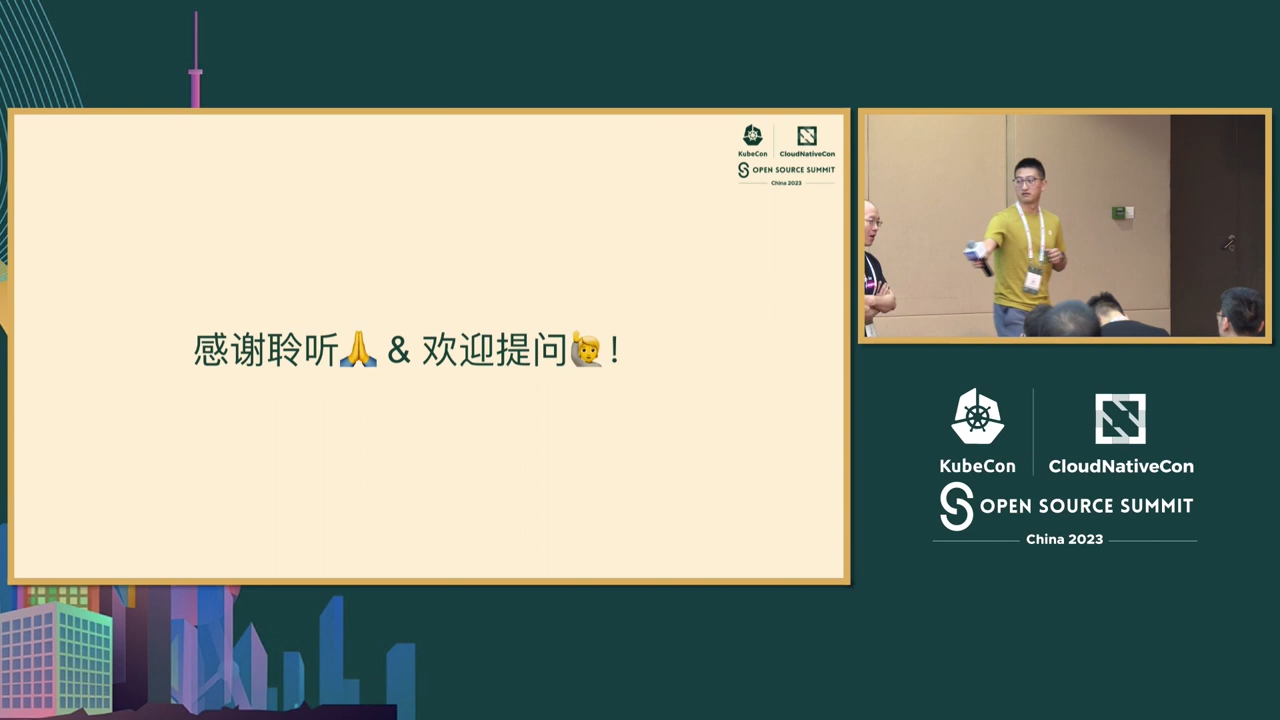 KubeCon
CloudNativeCon
OPEN SOURCE SUMMIT
China 2023
感谢聆听🙏 & 欢迎提问🙋!
KubeCon
CloudNativeCon
OPEN SOURCE SUMMIT
China 2023